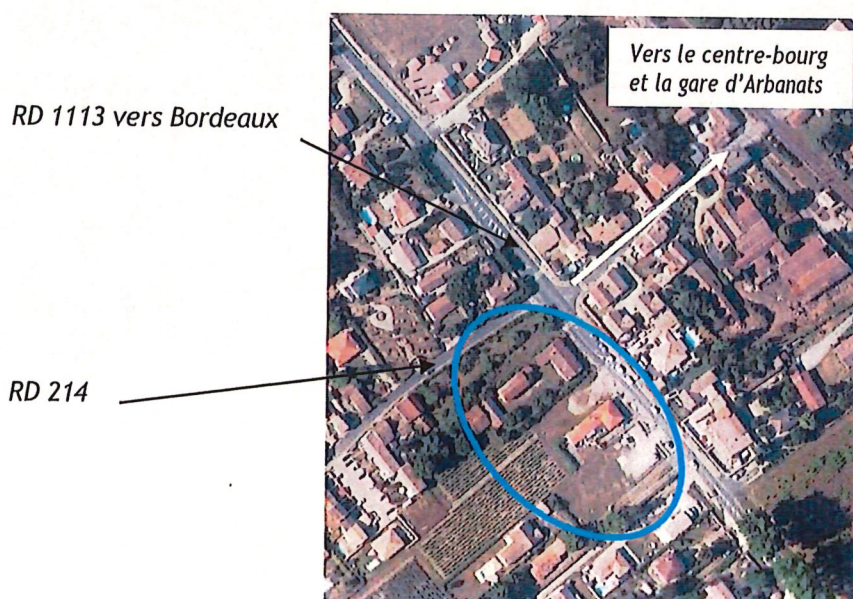 Vers le centre-bourg
et la gare d'Arbanats
RD 1113 vers Bordeaux
RD 214